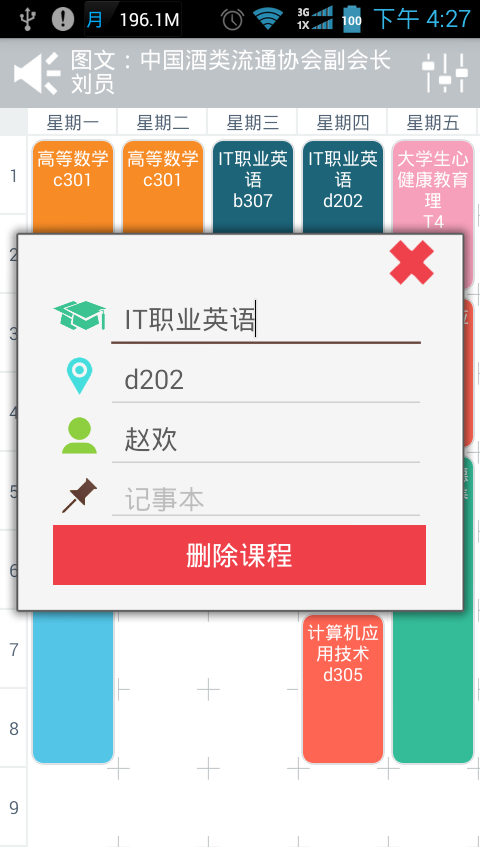 月 196.1M 3G 1X 100 下午 4:27
图文：中国酒类流通协会副会长
刘员
星期一 星期二 星期三 星期四 星期五
1
高等数学
c301
高等数学
c301
IT职业英
语
b307
IT职业英
语
d202
大学生心
健康教育
理
T4
2
3
4
5
6
IT职业英语
d202
赵欢
记事本
删除课程
7
计算机应
用技术
d305
8
9